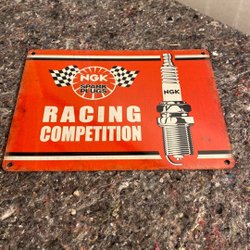 NGK
SPARK PLUGS
RACING
COMPETITION
NGK